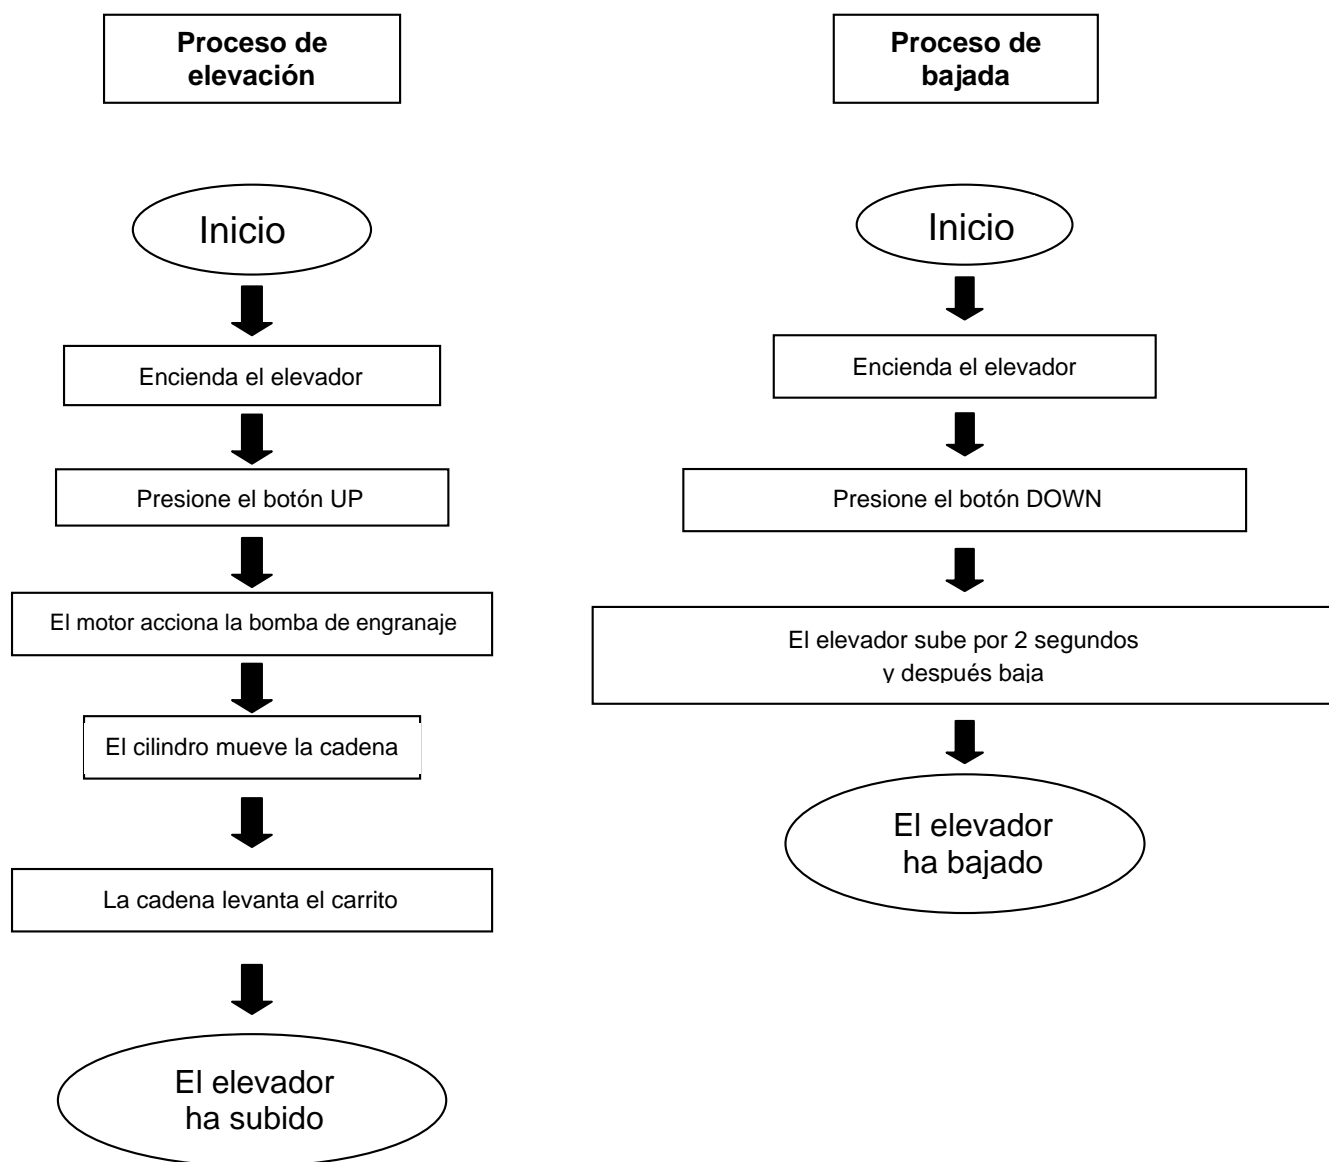 Proceso de
elevación
Inicio
Encienda el elevador
Presione el botón UP
El motor acciona la bomba de engranaje
El cilindro mueve la cadena
La cadena levanta el carrito
El elevador
ha subido
Proceso de
bajada
Inicio
Encienda el elevador
Presione el botón DOWN
El elevador sube por 2 segundos
y después baja
El elevador
ha bajado